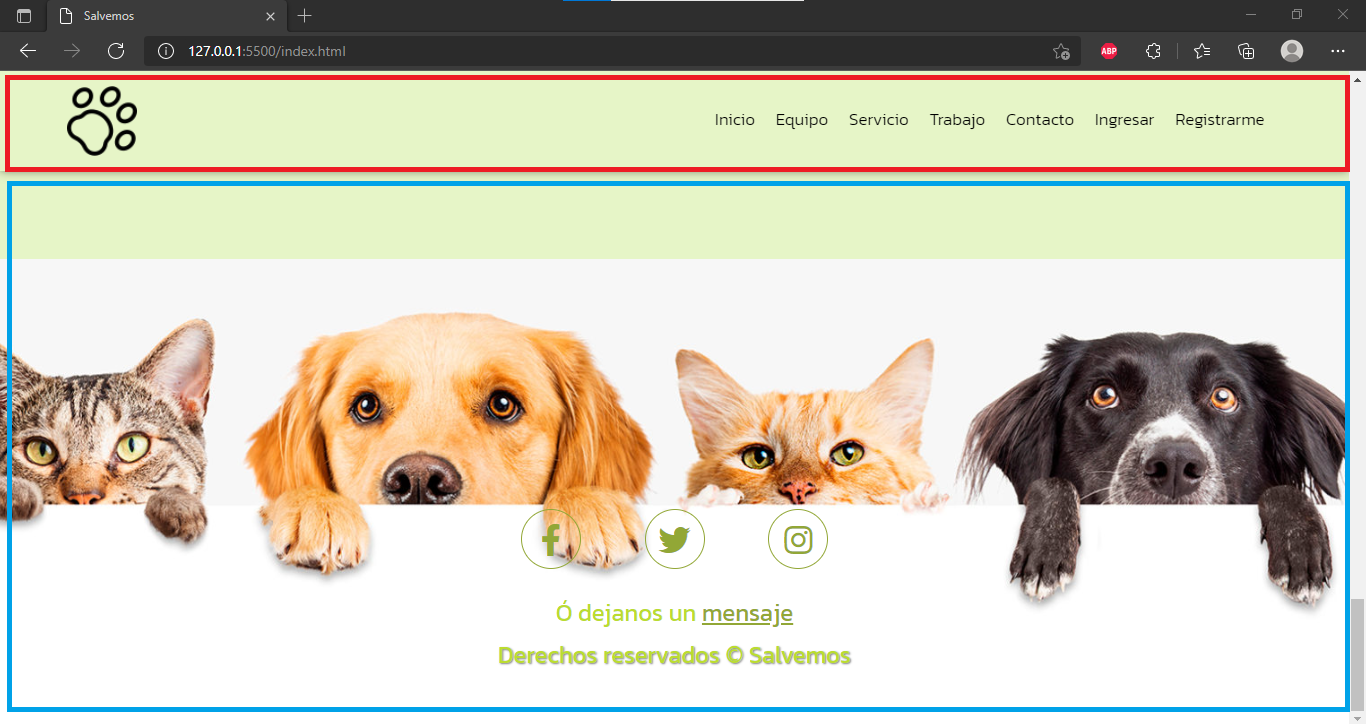 Salvemos
127.0.0.1:5500/index.html
ABP
Inicio Equipo Servicio Trabajo Contacto Ingresar Registrarme
Ó dejanos un mensaje
Derechos reservados © Salvemos